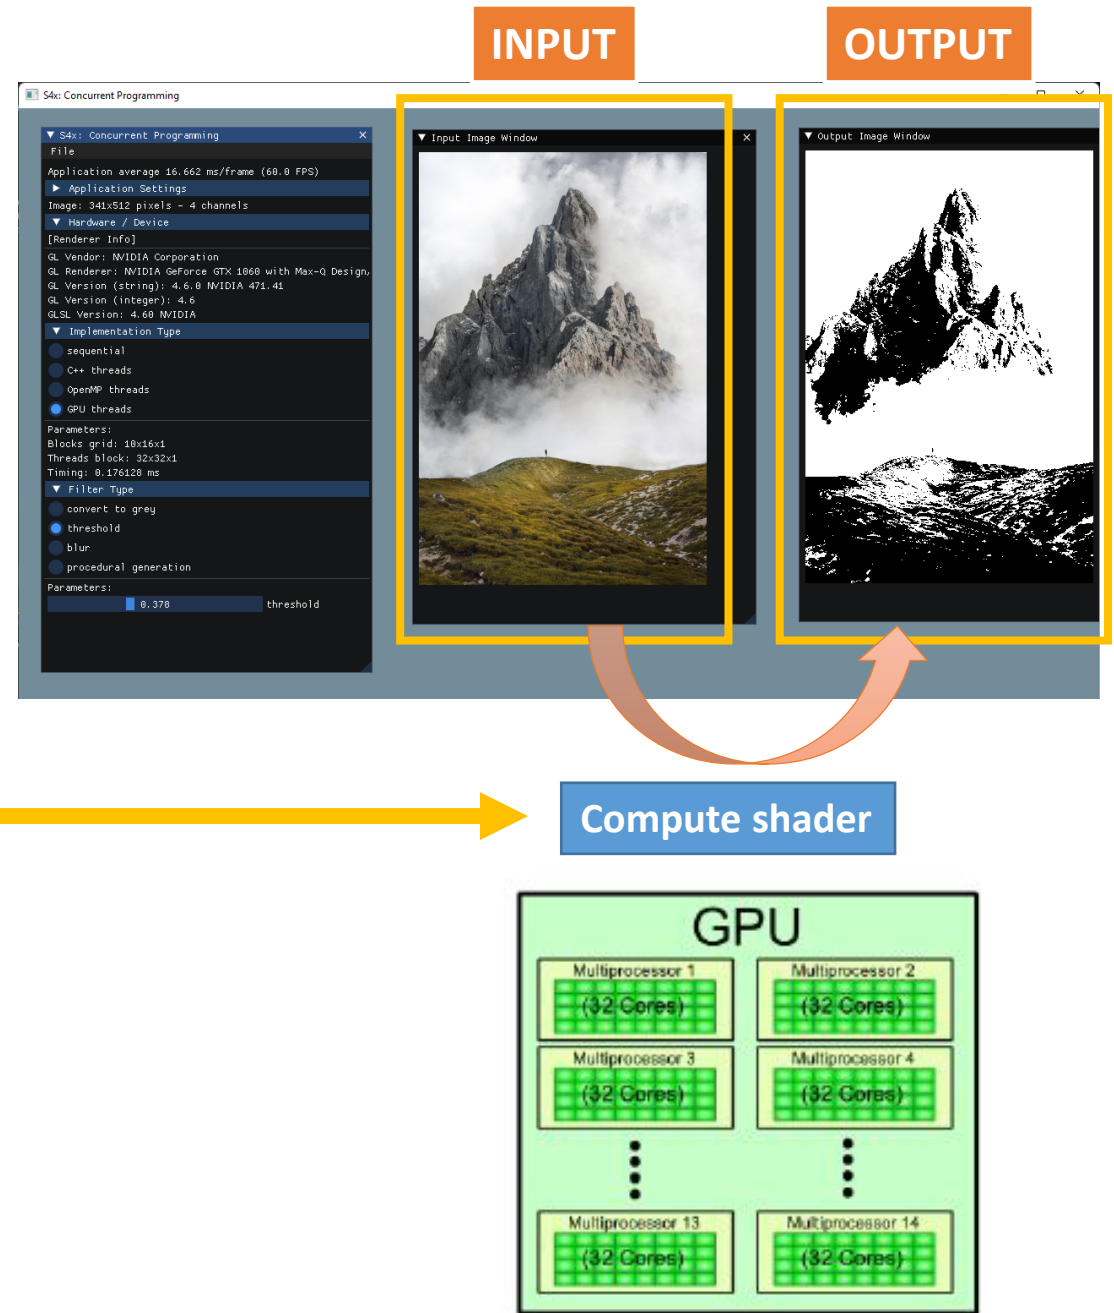 INPUT
OUTPUT
S4x: Concurrent Programming
S4x: Concurrent Programming
File
Application average 16.662 ms/frame (60.0 FPS)
Application Settings
Image: 341x512 pixels - 4 channels
Hardware / Device
[Renderer Info]
GL Vendor: NVIDIA Corporation
GL Renderer: NVIDIA GeForce GTX 1060 with Max-Q Design,
GL Version (string): 4.6.0 NVIDIA 471.41
GL Version (integer): 4.6
GLSL Version: 4.60 NVIDIA
Implementation Type
sequential
C++ threads
OpenMP threads
GPU threads
Parameters:
Blocks grid: 10x16x1
Threads block: 32x32x1
Timing: 0.176128 ms
Filter Type
convert to grey
threshold
blur
procedural generation
Parameters:
0.370 threshold
Input Image Window
Output Image Window
Compute shader
GPU
Multiprocessor 1
(32 Cores)
Multiprocessor 2
(32 Cores)
Multiprocessor 3
(32 Cores)
Multiprocessor 4
(32 Cores)
Multiprocessor 13
(32 Cores)
Multiprocessor 14
(32 Cores)